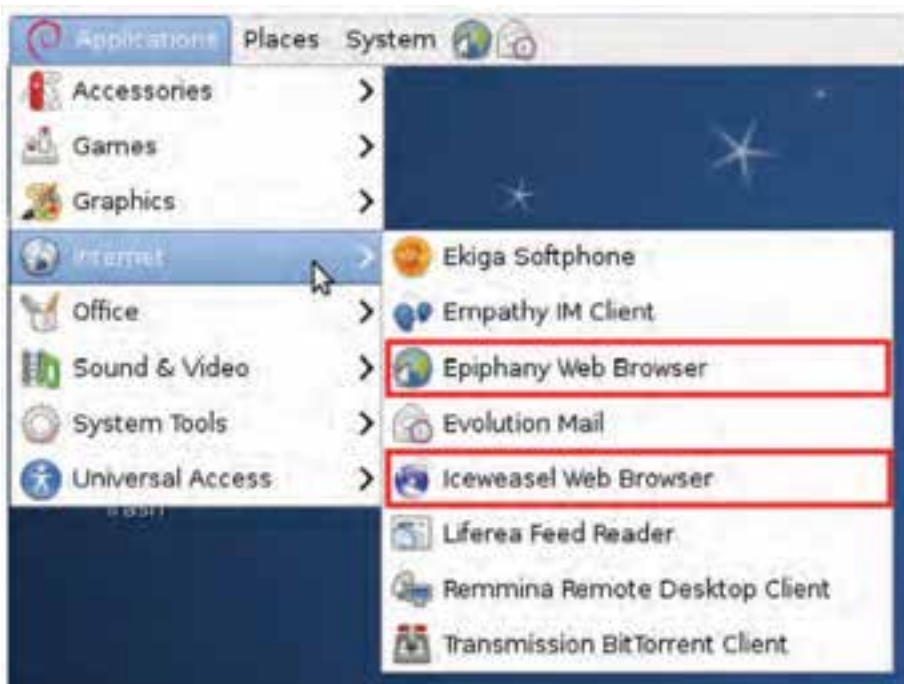 Applications Places System
Accessories
Games
Graphics
Internet
Office
Sound & Video
System Tools
Universal Access
Trash
Ekiga Softphone
Empathy IM Client
Epiphany Web Browser
Evolution Mail
Iceweasel Web Browser
Liferea Feed Reader
Remmina Remote Desktop Client
Transmission BitTorrent Client